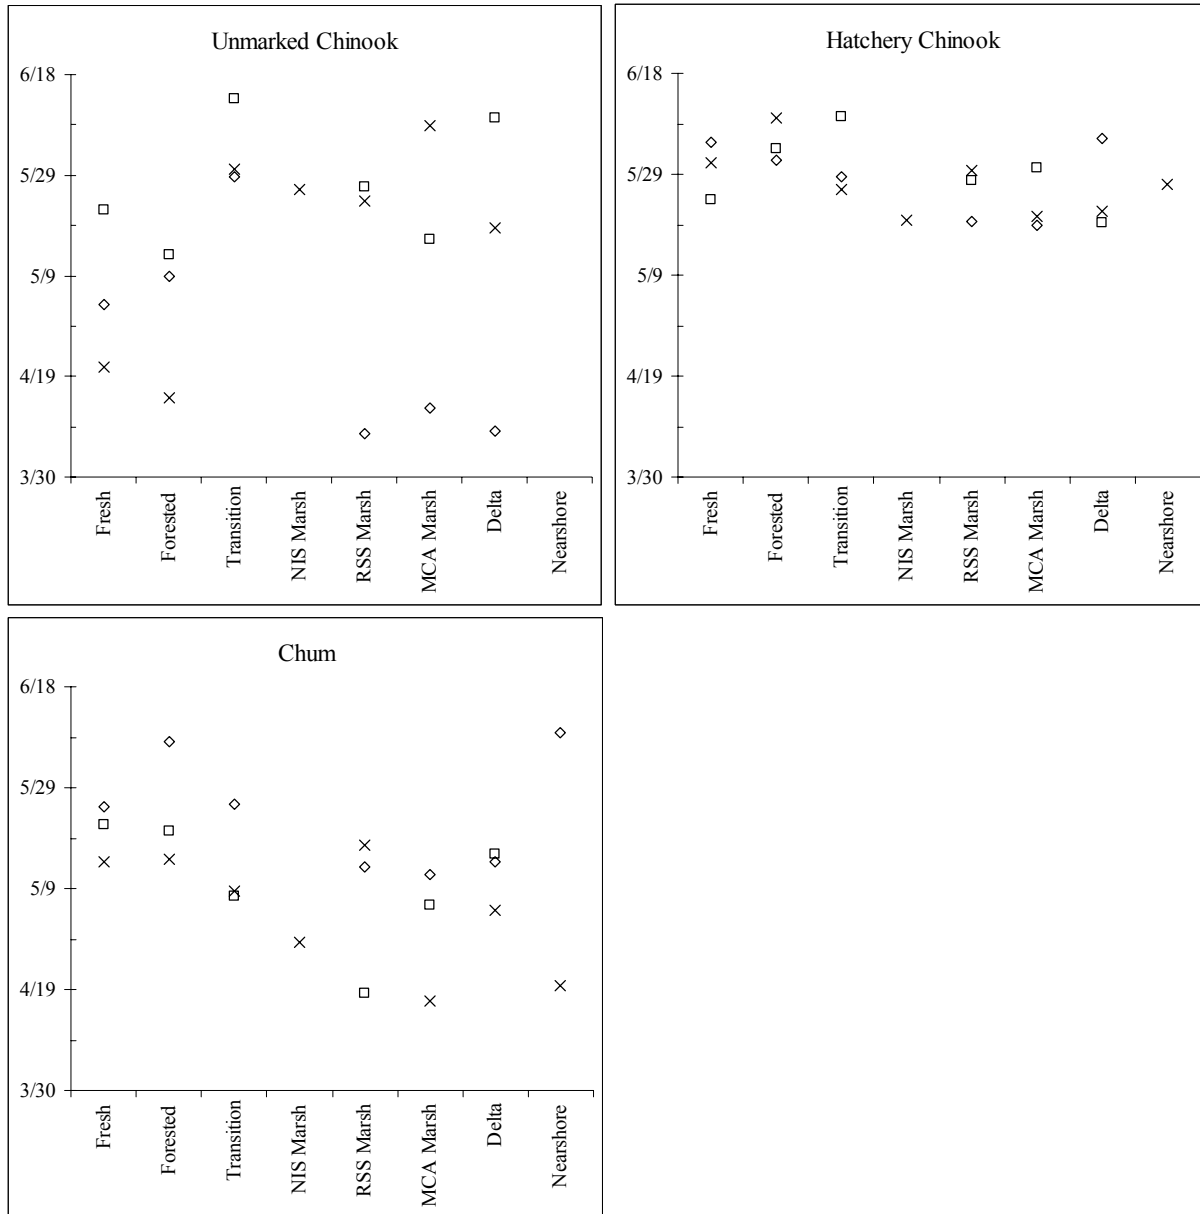 Unmarked Chinook
6/18
5/29
5/9
4/19
3/30
Fresh
Forested
Transition
NIS Marsh
RSS Marsh
MCA Marsh
Delta
Nearshore
Hatchery Chinook
6/18
5/29
5/9
4/19
3/30
Fresh
Forested
Transition
NIS Marsh
RSS Marsh
MCA Marsh
Delta
Nearshore
Chum
6/18
5/29
5/9
4/19
3/30
Fresh
Forested
Transition
NIS Marsh
RSS Marsh
MCA Marsh
Delta
Nearshore